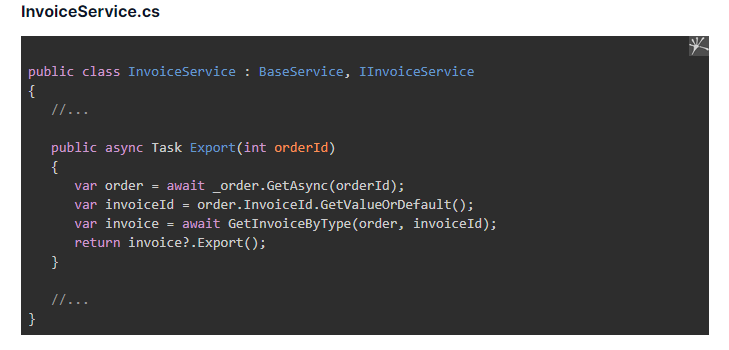 InvoiceService.cs
public class InvoiceService : BaseService, IInvoiceService
{
//...
public async Task Export(int orderId)
{
var order = await _order.GetAsync(orderId);
var invoiceId = order.InvoiceId.GetValueOrDefault();
var invoice = await GetInvoiceByType(order, invoiceId);
return invoice?.Export();
}
//...
}